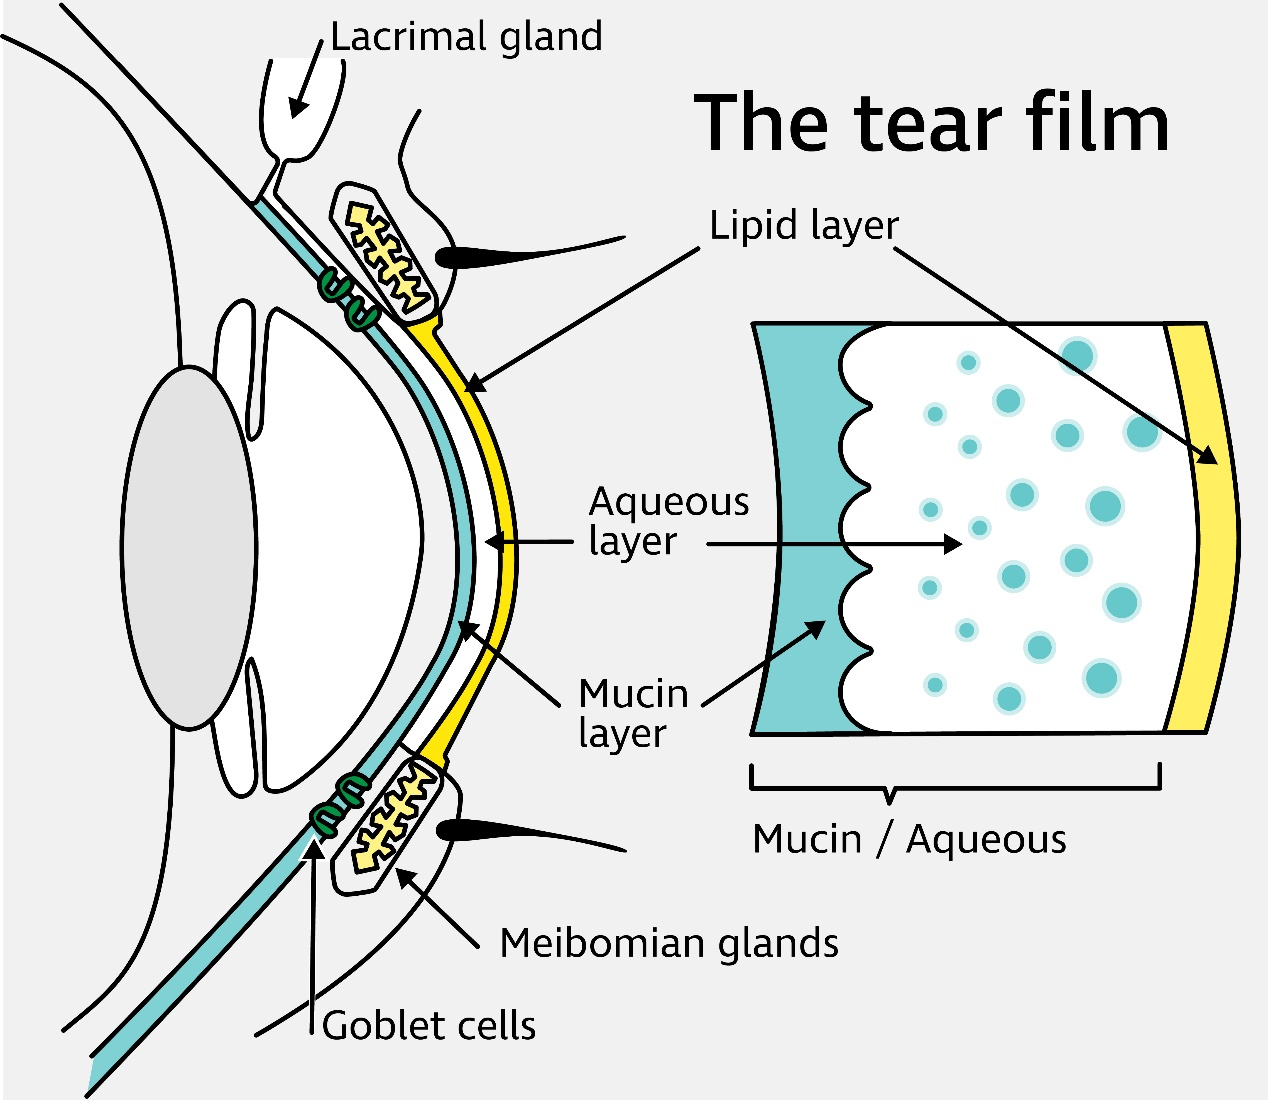 Lacrimal gland
The tear film
Lipid layer
Aqueous
layer
Mucin
layer
Mucin / Aqueous
Meibomian glands
Goblet cells